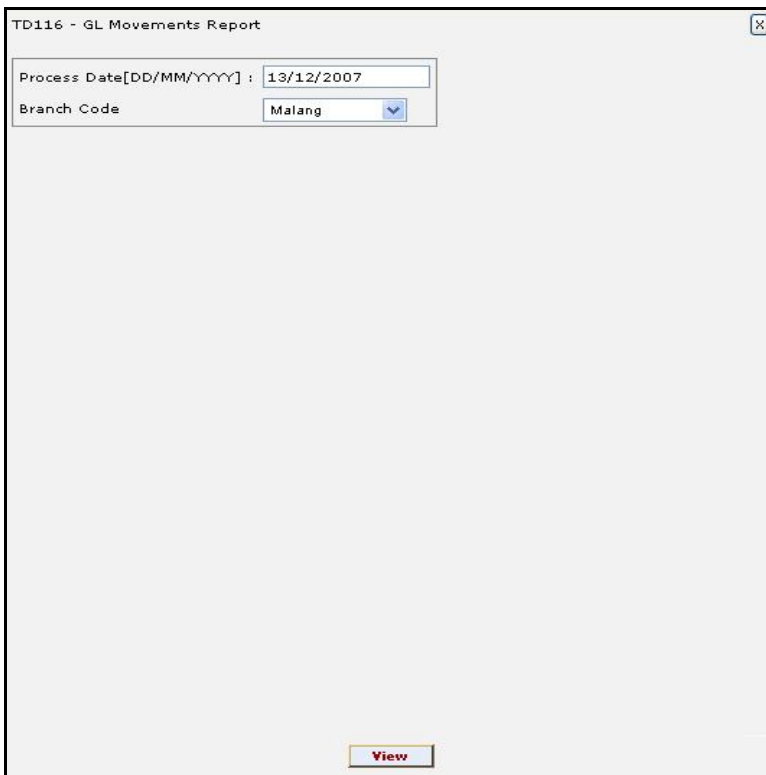 TD116 - GL Movements Report X
Process Date[DD/MM/YYYY] : 13/12/2007
Branch Code Malang
View